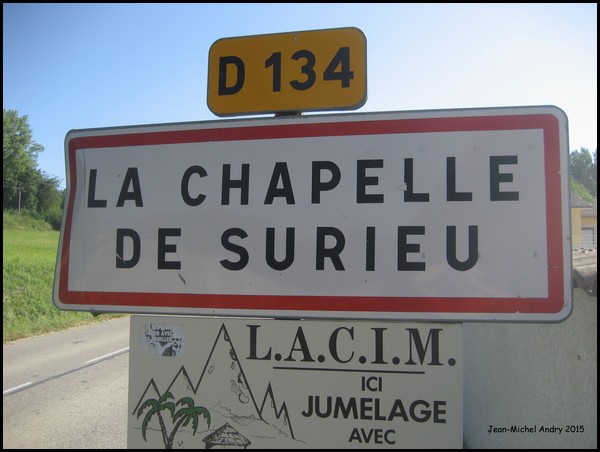 D 134
LA CHAPELLE
DE SURIEU
L.A.C.I.M.
ICI
JUMELAGE
AVEC
Jean-Michel Andry 2015